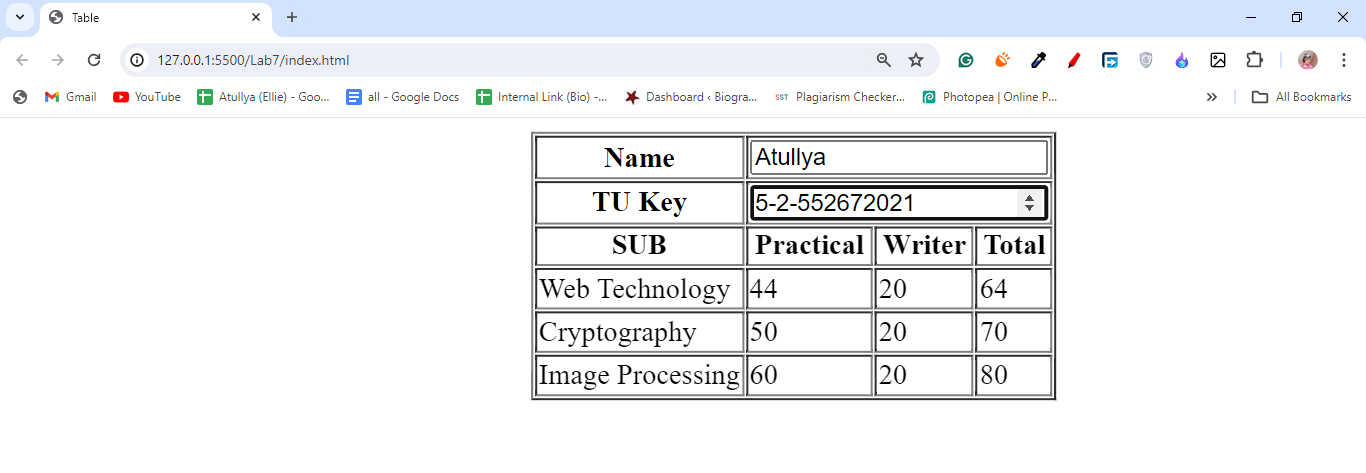 Table
127.0.0.1:5500/Lab7/index.html
Gmail YouTube Atullya (Ellie) - Goo... all - Google Docs Internal Link (Bio) -... Dashboard ‹ Biogra... SST Plagiarism Checker... Photopea | Online P... » All Bookmarks
Name Atullya
TU Key 5-2-552672021
SUB Practical Writer Total
Web Technology 44 20 64
Cryptography 50 20 70
Image Processing 60 20 80